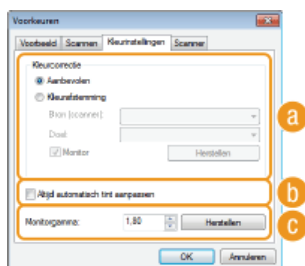 Voorkeuren
Voorbeeld Scannen Kleurinstellingen Scanner
Kleurcorrectie
Aanbevolen
Kleurafstemming
Bron (scanner):
Doel:
Monitor Herstellen
a
Altijd automatisch tint aanpassen
b
Monitorgamma: 1,80 Herstellen
c
OK Annuleren